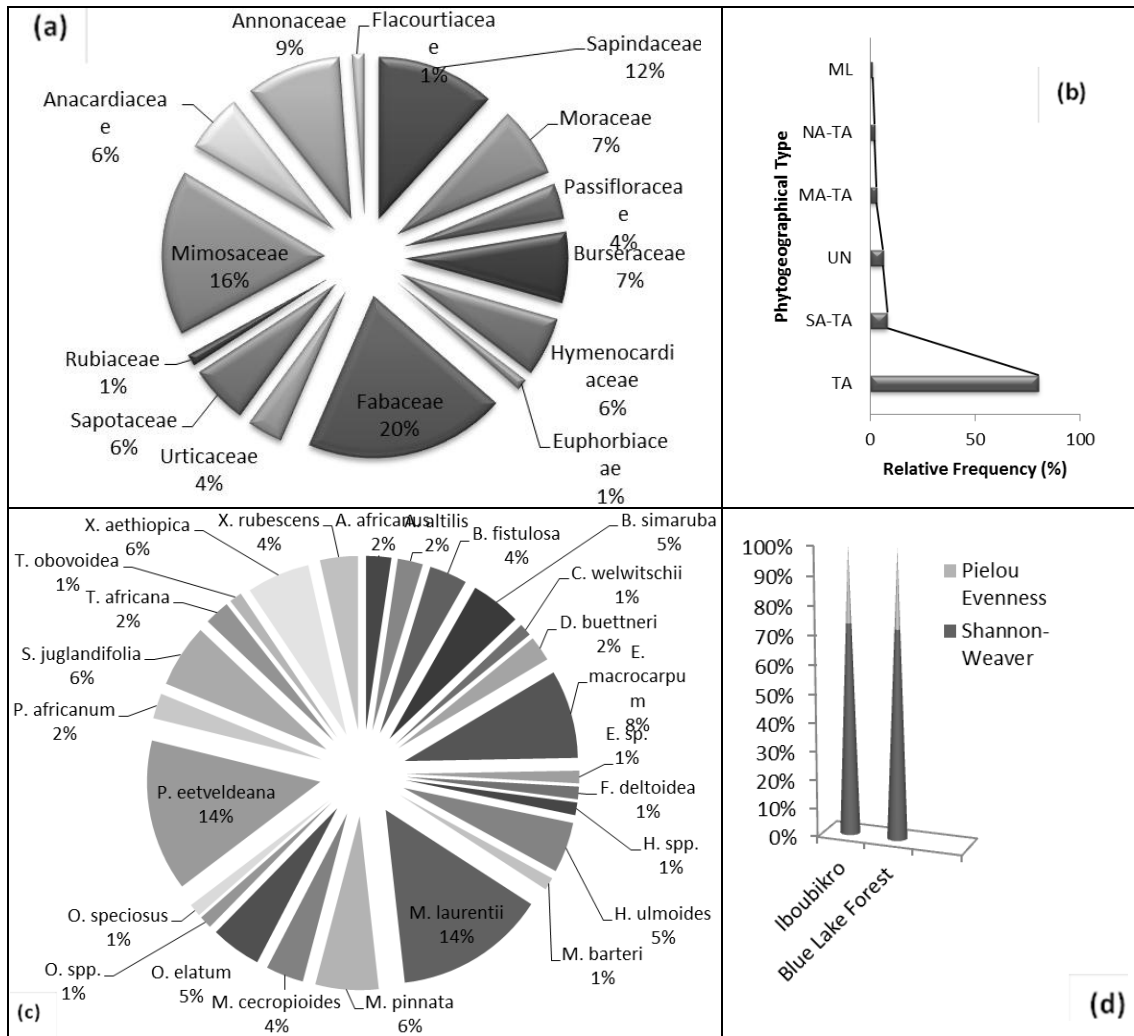 (a)
Annonaceae
9%
Flacourtiacea
e
1%
Sapindaceae
12%
Moraceae
7%
Passifloracea
e
4%
Burseraceae
7%
Hymenocardi
aceae
6%
Euphorbiace
ae
1%
Fabaceae
20%
Urticaceae
4%
Sapotaceae
6%
Rubiaceae
1%
Mimosaceae
16%
Anacardiacea
e
6%
(b)
Phytogeographical Type
ML
NA-TA
MA-TA
UN
SA-TA
TA
0
50
100
Relative Frequency (%)
(c)
A. africanus
2%
A. altilis
2%
B. fistulosa
4%
B. simaruba
5%
C. welwitschii
1%
D. buettneri
2%
E.
macrocarpu
m
8%
E. sp.
1%
F. deltoidea
1%
H. spp.
1%
H. ulmoides
5%
M. barteri
1%
M. laurentii
14%
M. pinnata
6%
M. cecropioides
4%
O. elatum
5%
O. spp.
1%
O. speciosus
1%
P. eetveldeana
14%
P. africanum
2%
S. juglandifolia
6%
T. africana
2%
T. obovoidea
1%
X. aethiopica
6%
X. rubescens
4%
100%
90%
80%
70%
60%
50%
40%
30%
20%
10%
0%
Iboubikro
Blue Lake Forest
Pielou
Evenness
Shannon-
Weaver
(d)